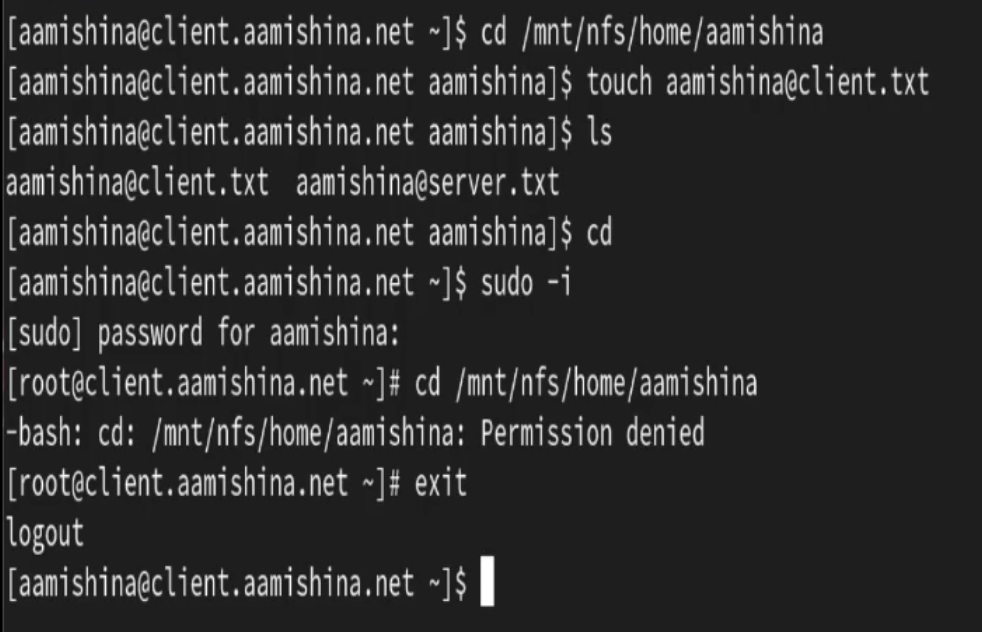 [aamishina@client.aamishina.net ~]$ cd /mnt/nfs/home/aamishina
[aamishina@client.aamishina.net aamishina]$ touch aamishina@client.txt
[aamishina@client.aamishina.net aamishina]$ ls
aamishina@client.txt  aamishina@server.txt
[aamishina@client.aamishina.net aamishina]$ cd
[aamishina@client.aamishina.net ~]$ sudo -i
[sudo] password for aamishina:
[root@client.aamishina.net ~]# cd /mnt/nfs/home/aamishina
-bash: cd: /mnt/nfs/home/aamishina: Permission denied
[root@client.aamishina.net ~]# exit
logout
[aamishina@client.aamishina.net ~]$